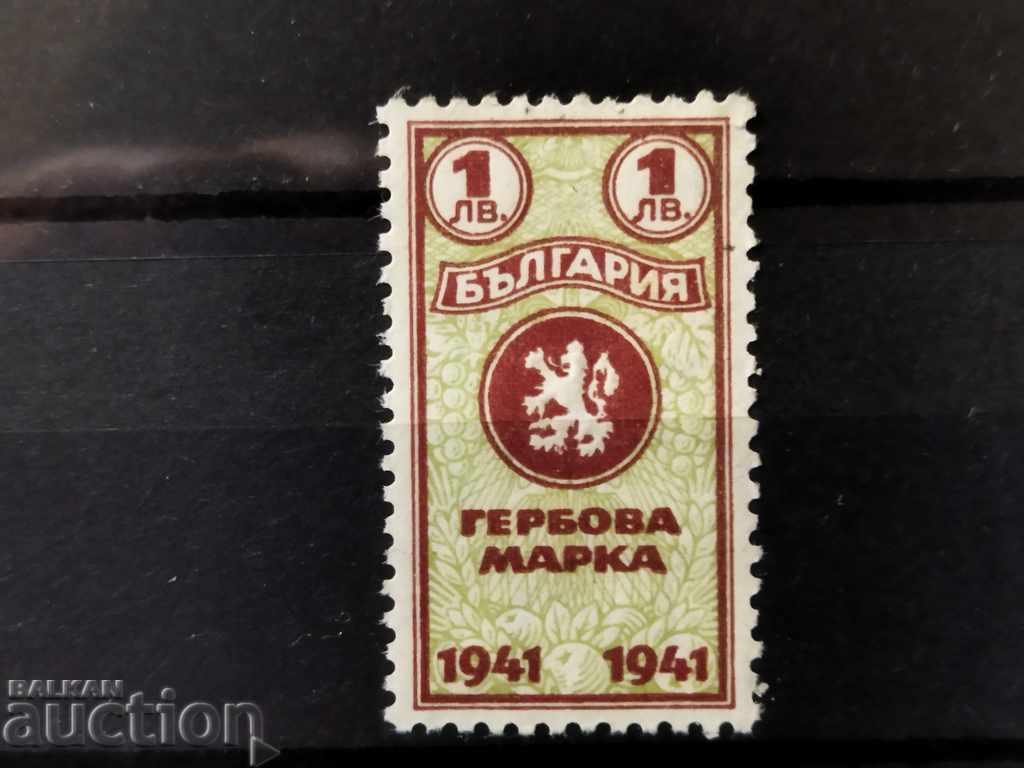 1 1
ЛВ. ЛВ.
БЪЛГАРИЯ
ГЕРБОВА
МАРКА
1941 1941
BALKAN
auction